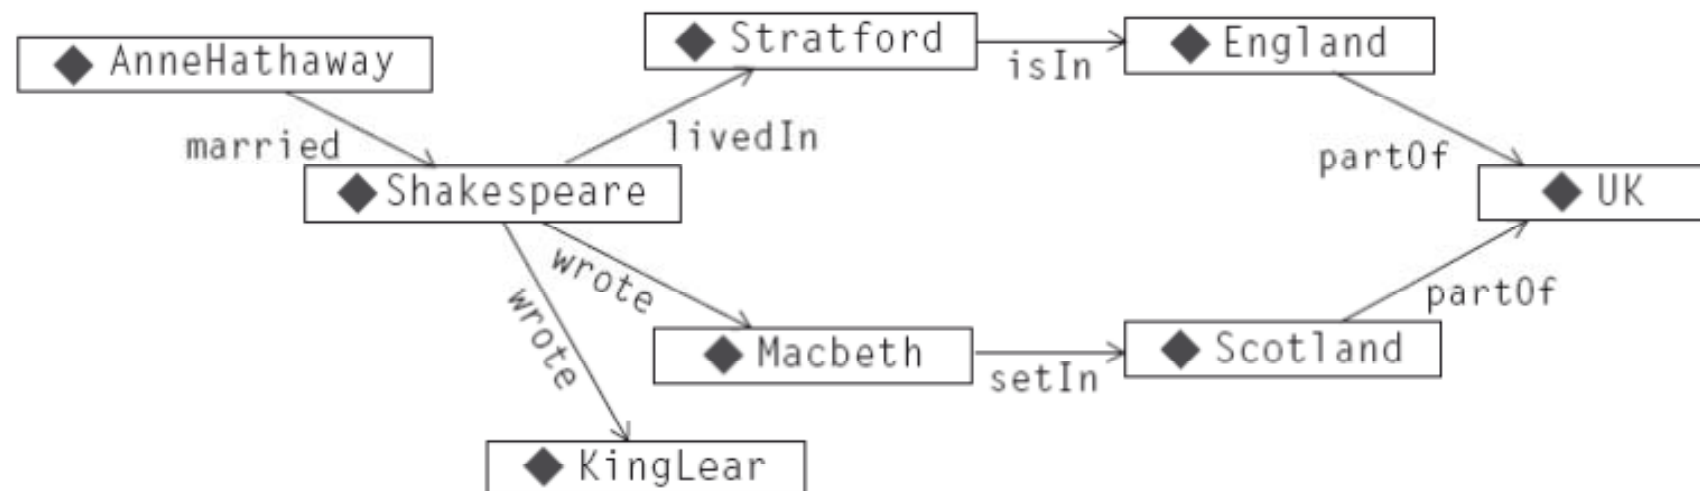 AnneHathaway
Stratford
England
isIn
married
livedIn
partOf
Shakespeare
UK
wrote
wrote
partOf
Macbeth
Scotland
setIn
KingLear